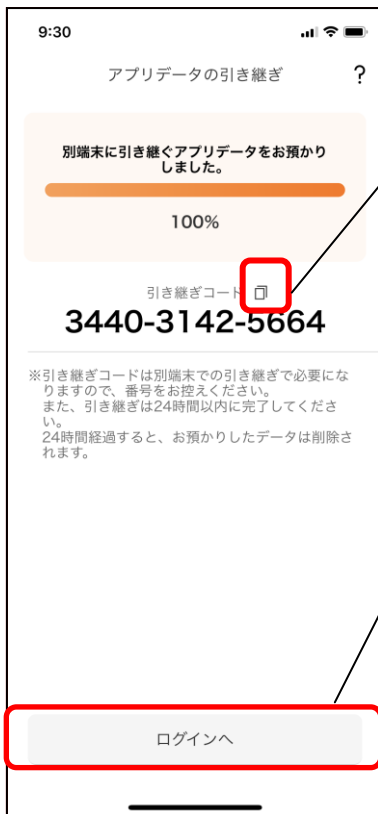 9:30
アプリデータの引き継ぎ ?
別端末に引き継ぐアプリデータをお預かり
しました。
100%
引き継ぎコード
3440-3142-5664
※引き継ぎコードは別端末での引き継ぎで必要にな
りますので、番号をお控えください。
また、引き継ぎは24時間以内に完了してくださ
い。
24時間経過すると、お預かりしたデータは削除さ
れます。
ログインへ